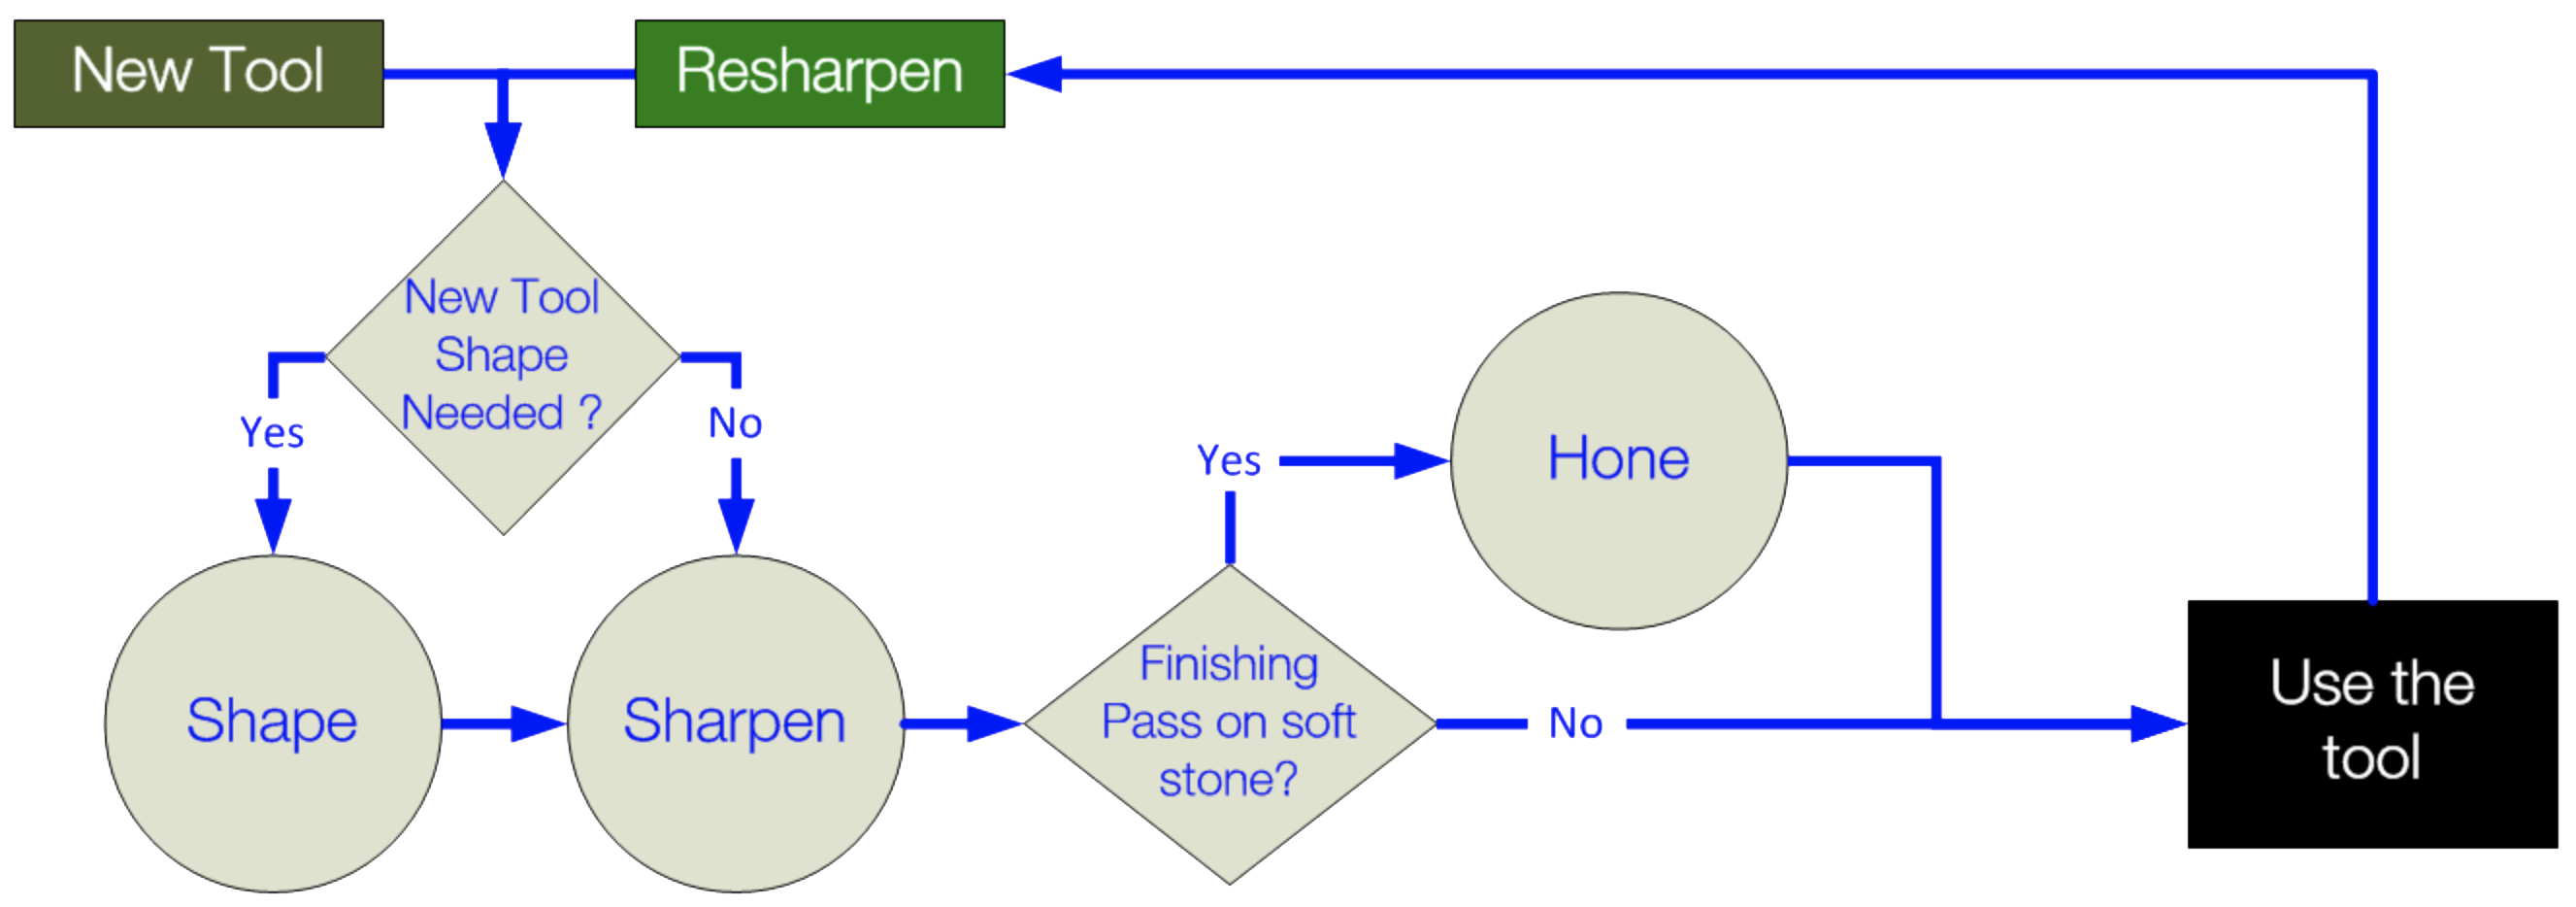 New Tool
Resharpen
New Tool
Shape
Needed ?
Yes
No
Shape
Sharpen
Finishing
Pass on soft
stone?
Yes
Hone
No
Use the
tool